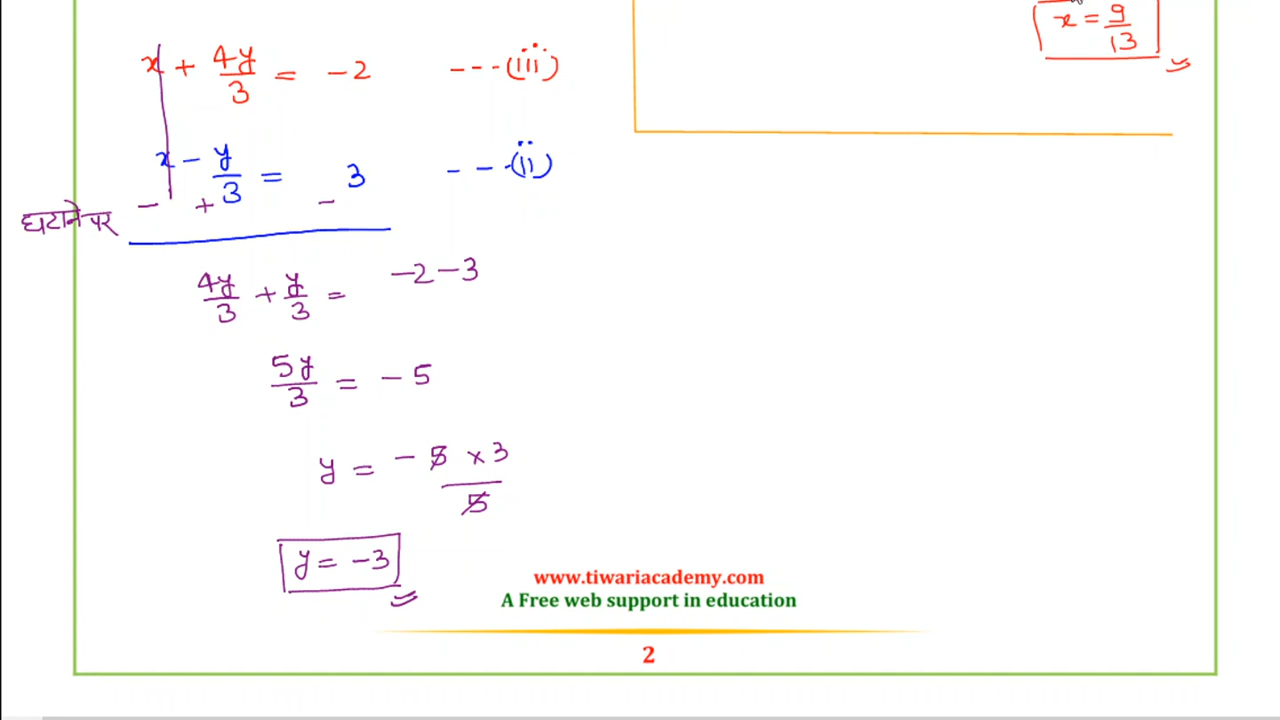 x = 9/13
x + 4y/3 = -2 ---(iii)
x - y/3 = 3 ---(ii)
घटाने पर - + -
4y/3 + y/3 = -2-3
5y/3 = -5
y = -5 × 3/5
y = -3
www.tiwariacademy.com
A Free web support in education
2